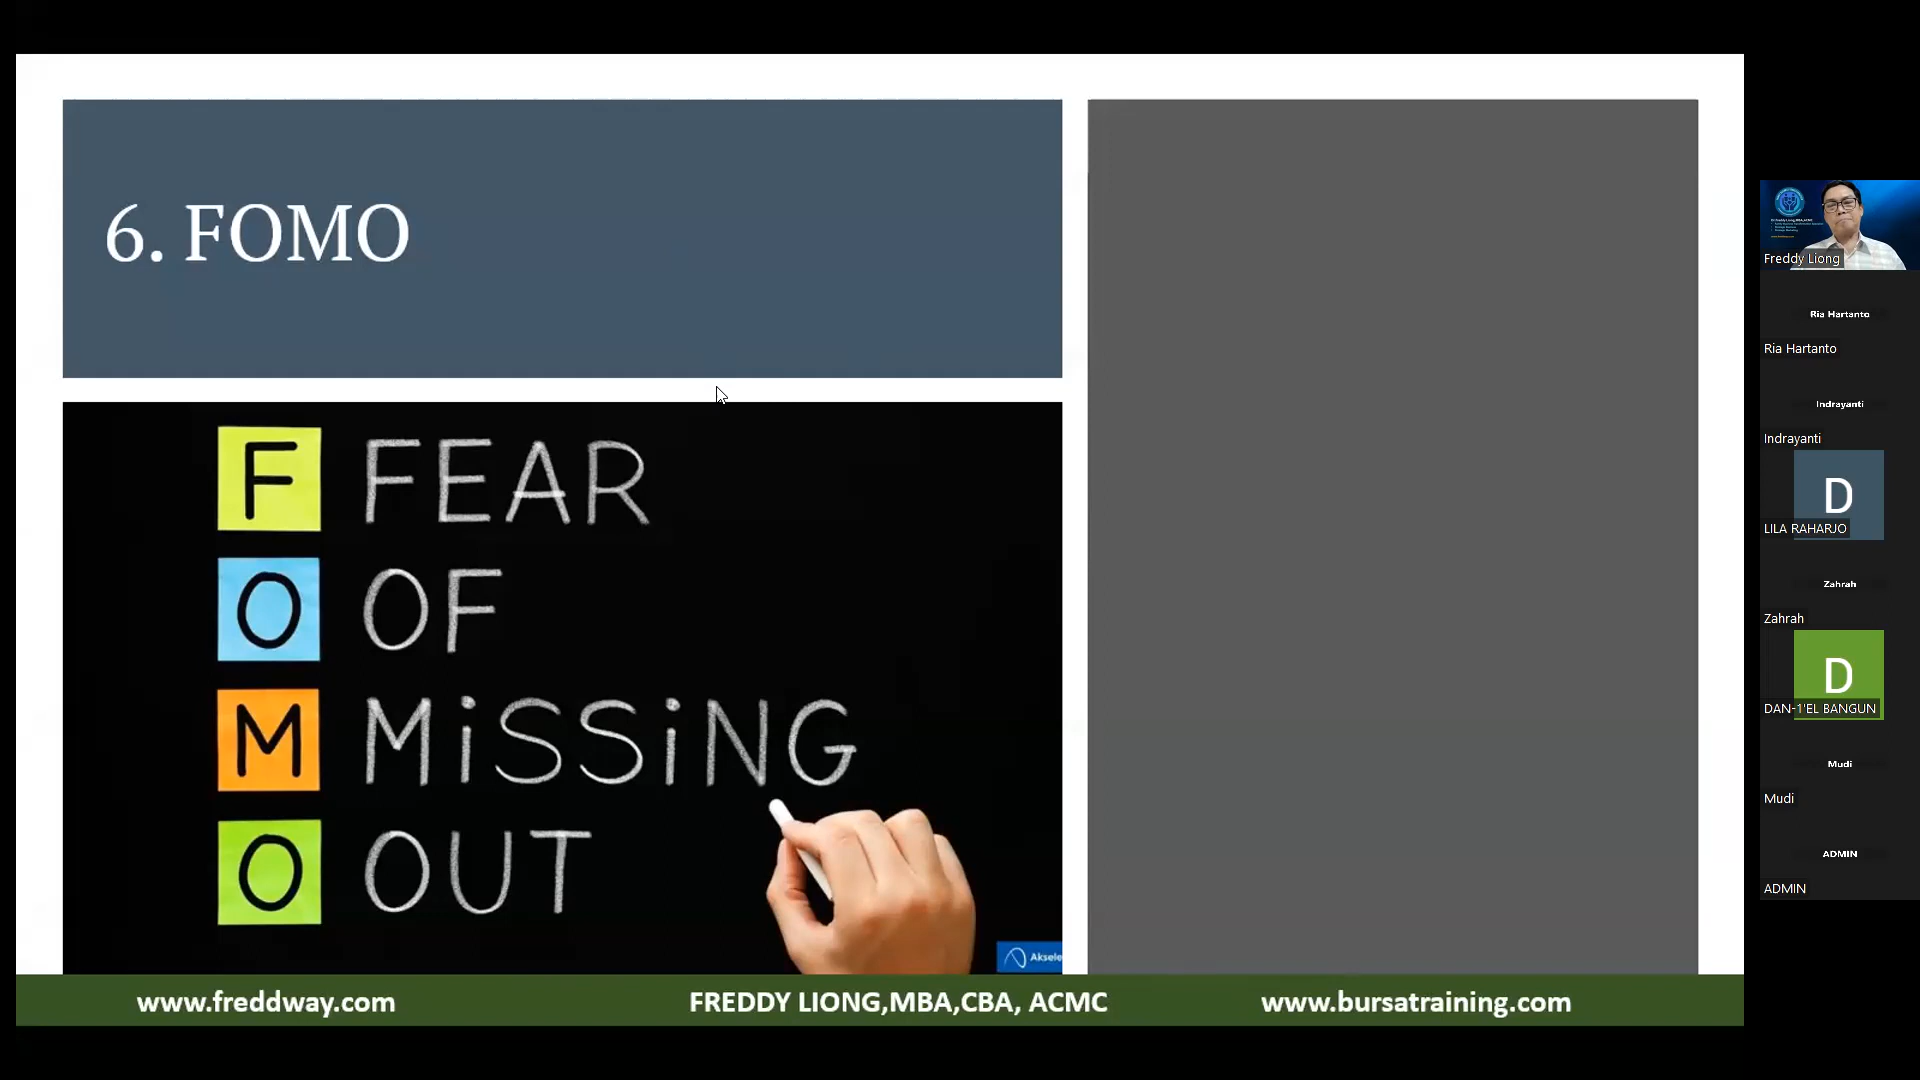 6. FOMO
F FEAR
O OF
M MiSSiNG
O OUT
Aksele
www.freddway.com
FREDDY LIONG,MBA,CBA, ACMC
www.bursatraining.com
Freddy Liong
Ria Hartanto
Ria Hartanto
Indrayanti
Indrayanti
D
LILA RAHARJO
Zahrah
Zahrah
D
DAN-1'EL BANGUN
Mudi
Mudi
ADMIN
ADMIN